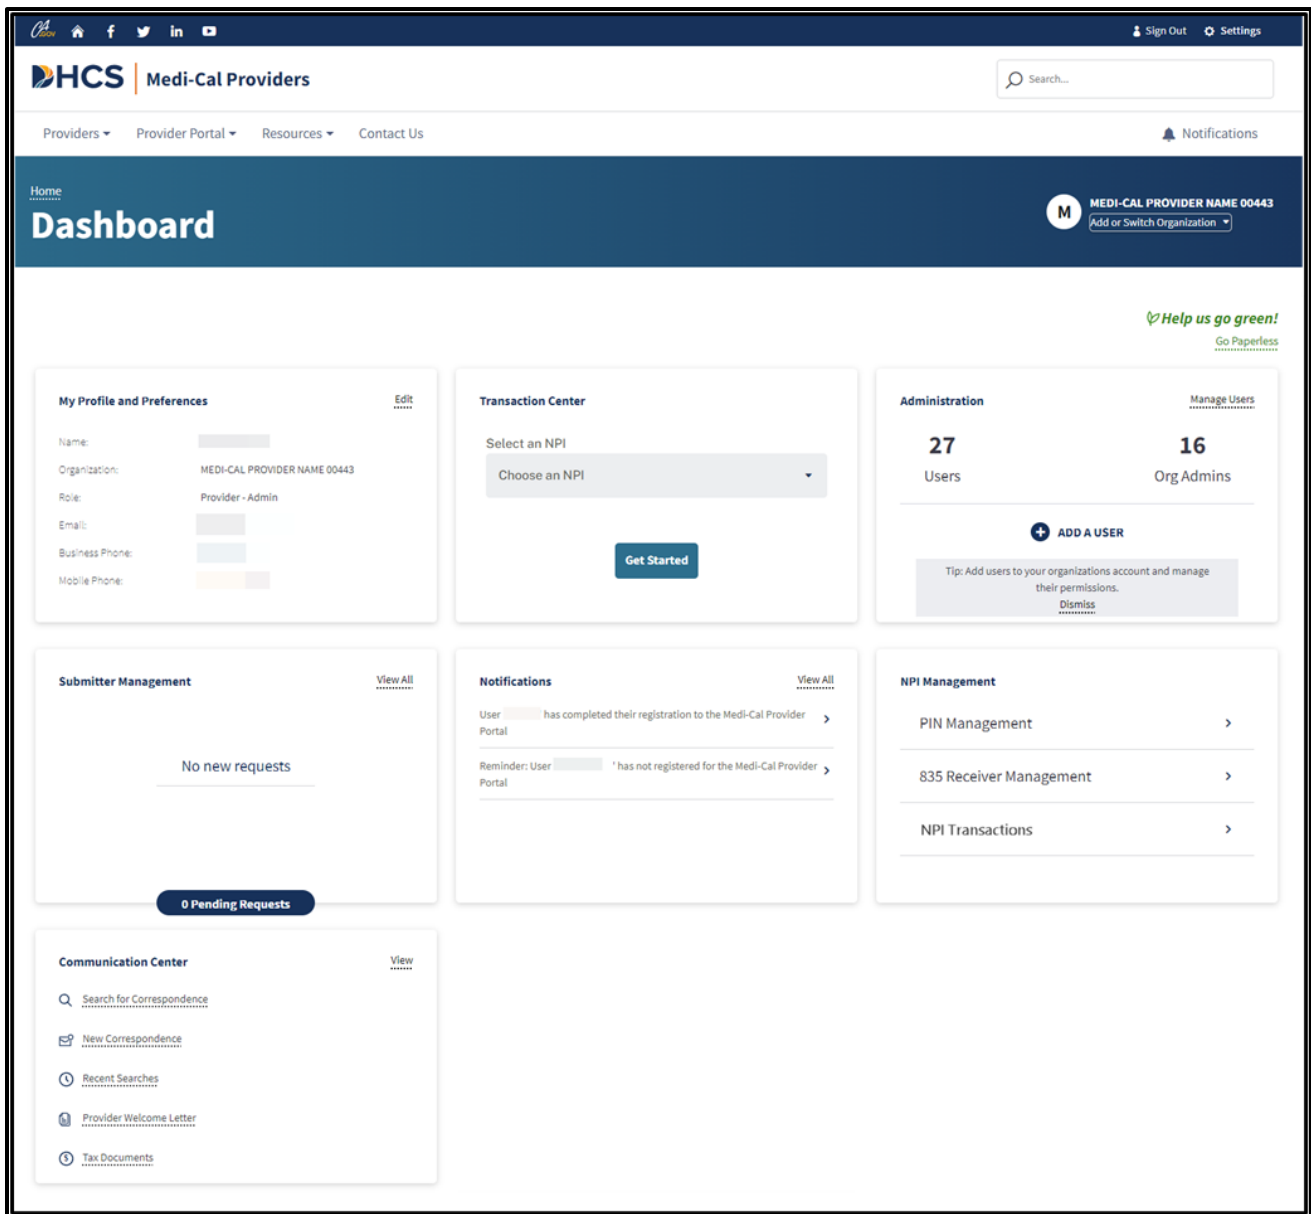 CA.GOV
Sign Out Settings
DHCS Medi-Cal Providers
Search...
Providers Provider Portal Resources Contact Us Notifications
Home
Dashboard
M
MEDI-CAL PROVIDER NAME 00443
Add or Switch Organization
Help us go green!
Go Paperless
My Profile and Preferences Edit
Name:
Organization: MEDI-CAL PROVIDER NAME 00443
Role: Provider - Admin
Email:
Business Phone:
Mobile Phone:
Transaction Center
Select an NPI
Choose an NPI
Get Started
Administration Manage Users
27 16
Users Org Admins
ADD A USER
Tip: Add users to your organizations account and manage
their permissions.
Dismiss
Submitter Management View All
No new requests
0 Pending Requests
Notifications View All
User ' has completed their registration to the Medi-Cal Provider
Portal
Reminder: User ' has not registered for the Medi-Cal Provider
Portal
NPI Management
PIN Management
835 Receiver Management
NPI Transactions
Communication Center View
Search for Correspondence
New Correspondence
Recent Searches
Provider Welcome Letter
Tax Documents